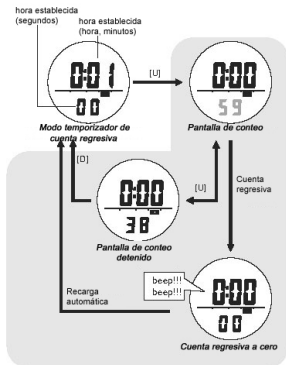 hora establecida
(segundos)
hora establecida
(hora, minutos)
0:01
00
[U]
0:00
59
Modo temporizador de
cuenta regresiva
Pantalla de conteo
[D]
0:00
38
[U]
Cuenta
regresiva
Pantalla de conteo
detenido
Recarga
automática
beep!!!
beep!!!
0:00
00
Cuenta regresiva a cero